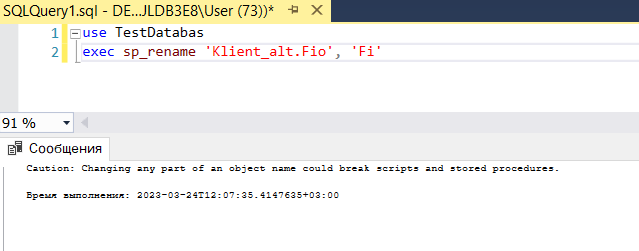 SQLQuery1.sql - DE...JLDB3E8\User (73))*
1 use TestDatabas
2 exec sp_rename 'Klient_alt.Fio', 'Fi'
91 %
Сообщения
Caution: Changing any part of an object name could break scripts and stored procedures.
Время выполнения: 2023-03-24T12:07:35.4147635+03:00